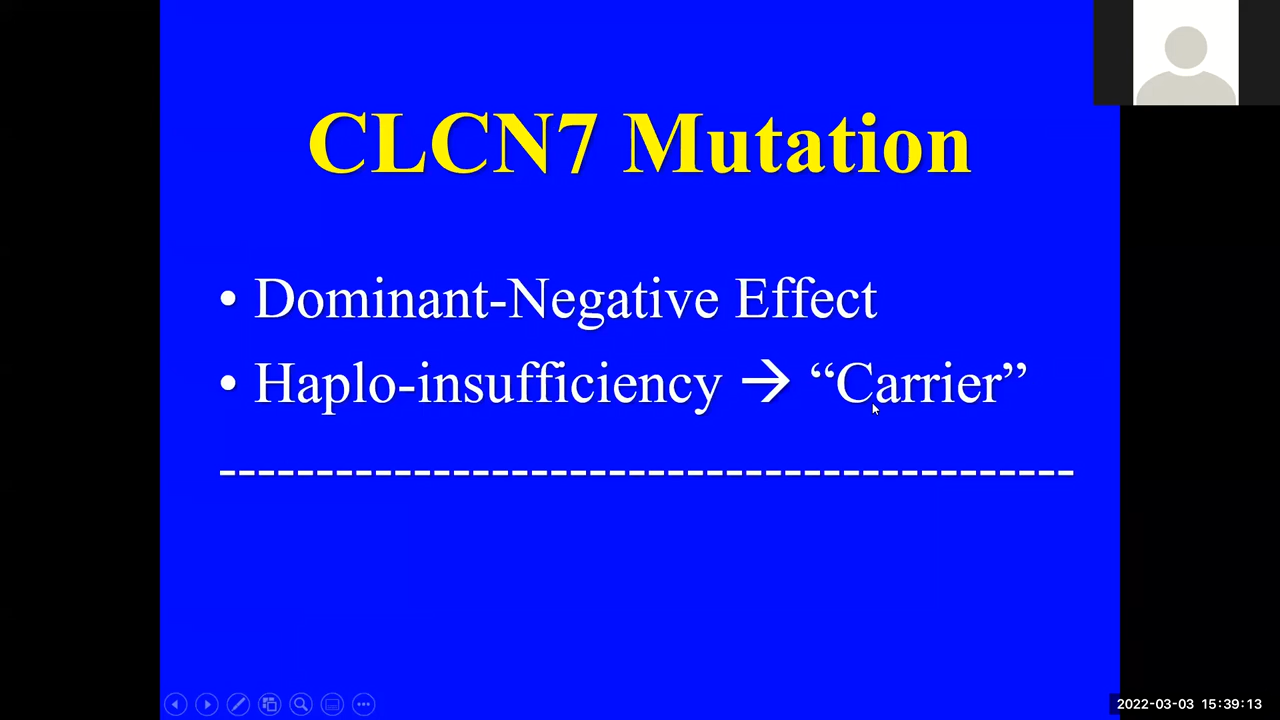 CLCN7 Mutation
• Dominant-Negative Effect
• Haplo-insufficiency → “Carrier”
--------------------------------------------
2022-03-03 15:39:13